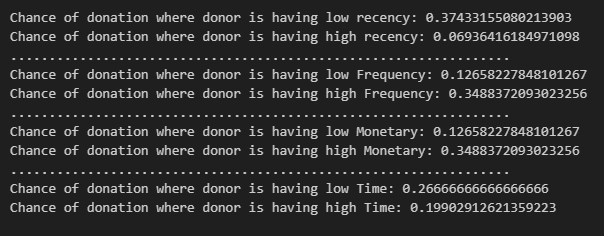 Chance of donation where donor is having low recency: 0.37433155080213903
Chance of donation where donor is having high recency: 0.06936416184971098
................................................................
Chance of donation where donor is having low Frequency: 0.12658227848101267
Chance of donation where donor is having high Frequency: 0.3488372093023256
................................................................
Chance of donation where donor is having low Monetary: 0.12658227848101267
Chance of donation where donor is having high Monetary: 0.3488372093023256
................................................................
Chance of donation where donor is having low Time: 0.26666666666666666
Chance of donation where donor is having high Time: 0.19902912621359223